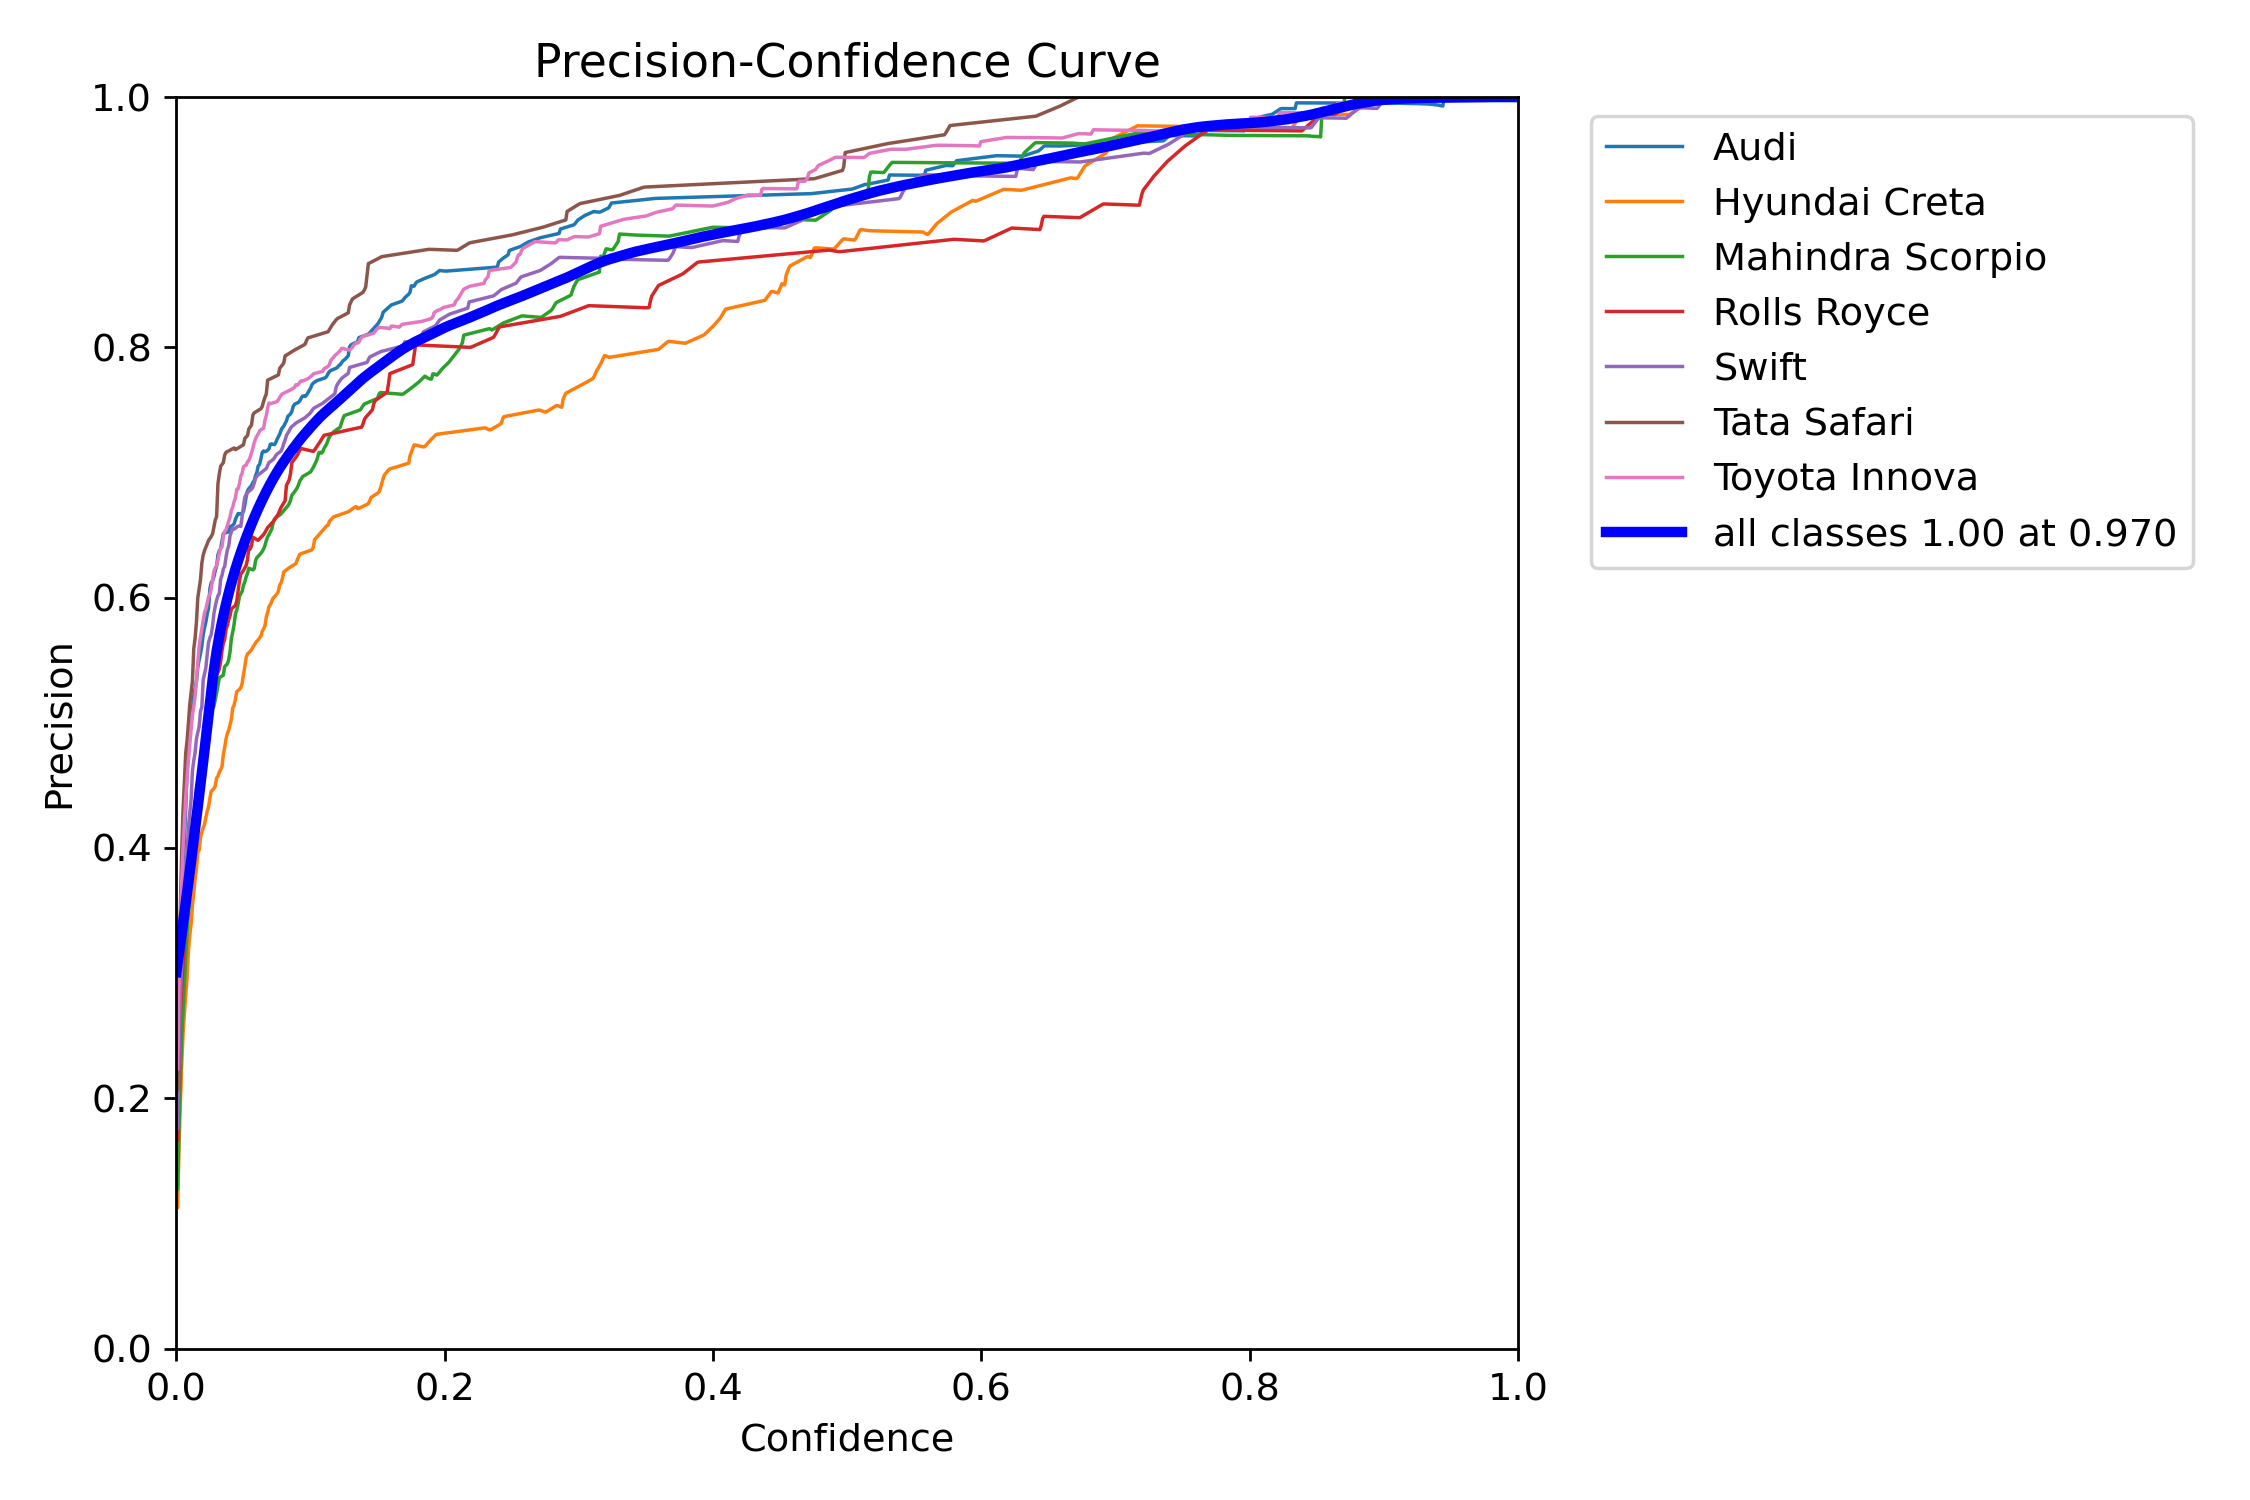 Precision-Confidence Curve
1.0
0.8
0.6
0.4
0.2
0.0
Precision
0.0 0.2 0.4 0.6 0.8 1.0
Confidence
Audi
Hyundai Creta
Mahindra Scorpio
Rolls Royce
Swift
Tata Safari
Toyota Innova
all classes 1.00 at 0.970